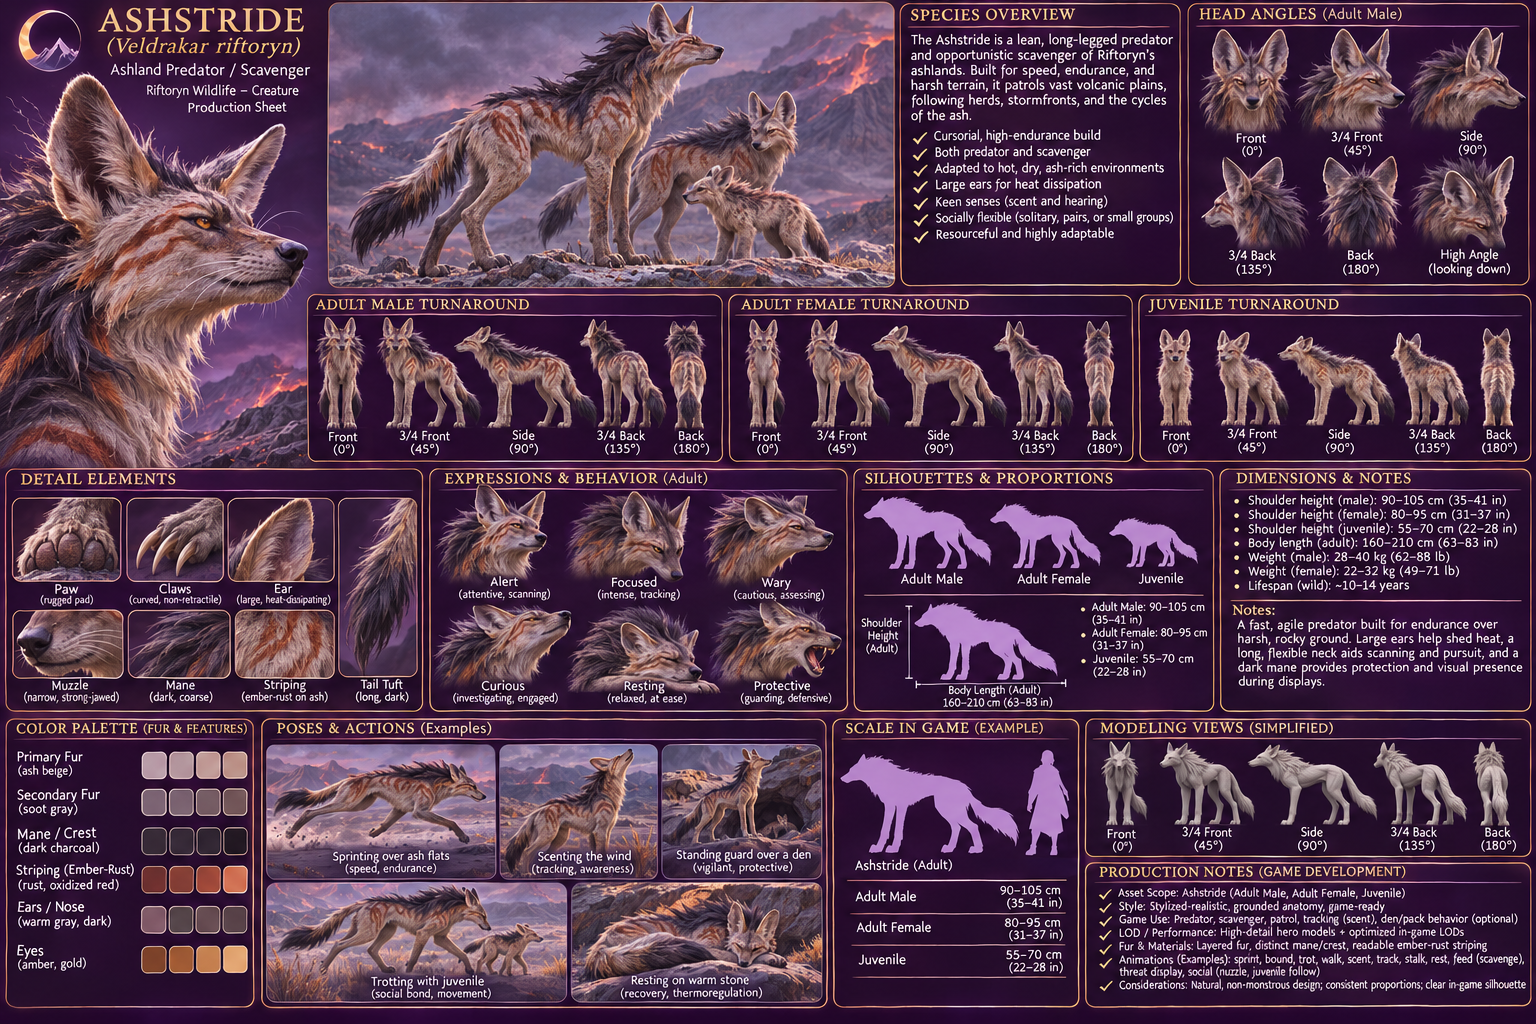 ASHSTRIDE
(Veldrakar riftoryn)
Ashland Predator / Scavenger
Riftoryn Wildlife – Creature
Production Sheet
SPECIES OVERVIEW
The Ashstride is a lean, long-legged predator
and opportunistic scavenger of Riftoryn's
ashlands. Built for speed, endurance, and
harsh terrain, it patrols vast volcanic plains,
following herds, stormfronts, and the cycles
of the ash.
Cursorial, high-endurance build
Both predator and scavenger
Adapted to hot, dry, ash-rich environments
Large ears for heat dissipation
Keen senses (scent and hearing)
Socially flexible (solitary, pairs, or small groups)
Resourceful and highly adaptable
HEAD ANGLES (Adult Male)
Front
(0°)
3/4 Front
(45°)
Side
(90°)
3/4 Back
(135°)
Back
(180°)
High Angle
(looking down)
ADULT MALE TURNAROUND
Front
(0°)
3/4 Front
(45°)
Side
(90°)
3/4 Back
(135°)
Back
(180°)
ADULT FEMALE TURNAROUND
Front
(0°)
3/4 Front
(45°)
Side
(90°)
3/4 Back
(135°)
Back
(180°)
JUVENILE TURNAROUND
Front
(0°)
3/4 Front
(45°)
Side
(90°)
3/4 Back
(135°)
Back
(180°)
DETAIL ELEMENTS
Paw
(rugged pad)
Claws
(curved, non-retractile)
Ear
(large, heat-dissipating)
Muzzle
(narrow, strong-jawed)
Mane
(dark, coarse)
Striping
(ember-rust on ash)
Tail Tuft
(long, dark)
EXPRESSIONS & BEHAVIOR (Adult)
Alert
(attentive, scanning)
Focused
(intense, tracking)
Wary
(cautious, assessing)
Curious
(investigating, engaged)
Resting
(relaxed, at ease)
Protective
(guarding, defensive)
SILHOUETTES & PROPORTIONS
Adult Male
Adult Female
Juvenile
Shoulder
Height
(Adult)
Body Length (Adult)
160–210 cm (63–83 in)
Adult Male: 90–105 cm
(35–41 in)
Adult Female: 80–95 cm
(31–37 in)
Juvenile: 55–70 cm
(22–28 in)
DIMENSIONS & NOTES
Shoulder height (male): 90–105 cm (35–41 in)
Shoulder height (female): 80–95 cm (31–37 in)
Shoulder height (juvenile): 55–70 cm (22–28 in)
Body length (adult): 160–210 cm (63–83 in)
Weight (male): 28–40 kg (62–88 lb)
Weight (female): 22–32 kg (49–71 lb)
Lifespan (wild): ~10–14 years
Notes:
A fast, agile predator built for endurance over
harsh, rocky ground. Large ears help shed heat, a
long, flexible neck aids scanning and pursuit, and a
dark mane provides protection and visual presence
during displays.
COLOR PALETTE (FUR & FEATURES)
Primary Fur
(ash beige)
Secondary Fur
(soot gray)
Mane / Crest
(dark charcoal)
Striping (Ember-Rust)
(rust, oxidized red)
Ears / Nose
(warm gray, dark)
Eyes
(amber, gold)
POSES & ACTIONS (Examples)
Sprinting over ash flats
(speed, endurance)
Scenting the wind
(tracking, awareness)
Standing guard over a den
(vigilant, protective)
Trotting with juvenile
(social bond, movement)
Resting on warm stone
(recovery, thermoregulation)
SCALE IN GAME (EXAMPLE)
Ashstride (Adult)
Adult Male 90–105 cm
(35–41 in)
Adult Female 80–95 cm
(31–37 in)
Juvenile 55–70 cm
(22–28 in)
MODELING VIEWS (SIMPLIFIED)
Front
(0°)
3/4 Front
(45°)
Side
(90°)
3/4 Back
(135°)
Back
(180°)
PRODUCTION NOTES (GAME DEVELOPMENT)
Asset Scope: Ashstride (Adult Male, Adult Female, Juvenile)
Style: Stylized-realistic, grounded anatomy, game-ready
Game Use: Predator, scavenger, patrol, tracking (scent), den/pack behavior (optional)
LOD / Performance: High-detail hero models + optimized in-game LODs
Fur & Materials: Layered fur, distinct mane/crest, readable ember-rust striping
Animations (Examples): sprint, bound, trot, walk, scent, track, stalk, rest, feed (scavenge),
threat display, social (nuzzle, juvenile follow)
Considerations: Natural, non-monstrous design; consistent proportions; clear in-game silhouette